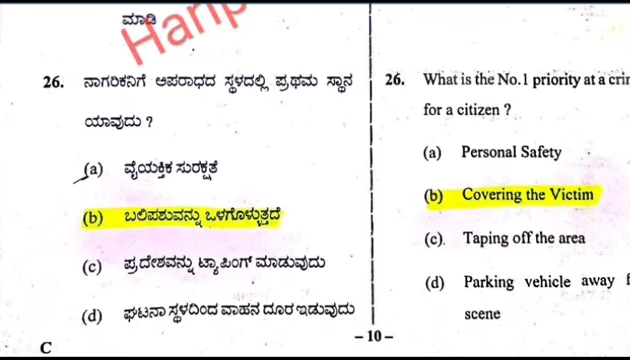 ಮಾಡಿ
26. ನಾಗರಿಕನಿಗೆ ಅಪರಾಧದ ಸ್ಥಳದಲ್ಲಿ ಪ್ರಥಮ ಸ್ಥಾನ
ಯಾವುದು ?
(a) ವೈಯಕ್ತಿಕ ಸುರಕ್ಷತೆ
(b) ಬಲಿಪಶುವನ್ನು ಒಳಗೊಳ್ಳುತ್ತದೆ
(c) ಪ್ರದೇಶವನ್ನು ಟ್ಯಾಪಿಂಗ್ ಮಾಡುವುದು
(d) ಘಟನಾ ಸ್ಥಳದಿಂದ ವಾಹನ ದೂರ ಇಡುವುದು
C
26. What is the No.1 priority at a
for a citizen ?
(a) Personal Safety
(b) Covering the Victim
(c) Taping off the area
(d) Parking vehicle away
scene
– 10 –